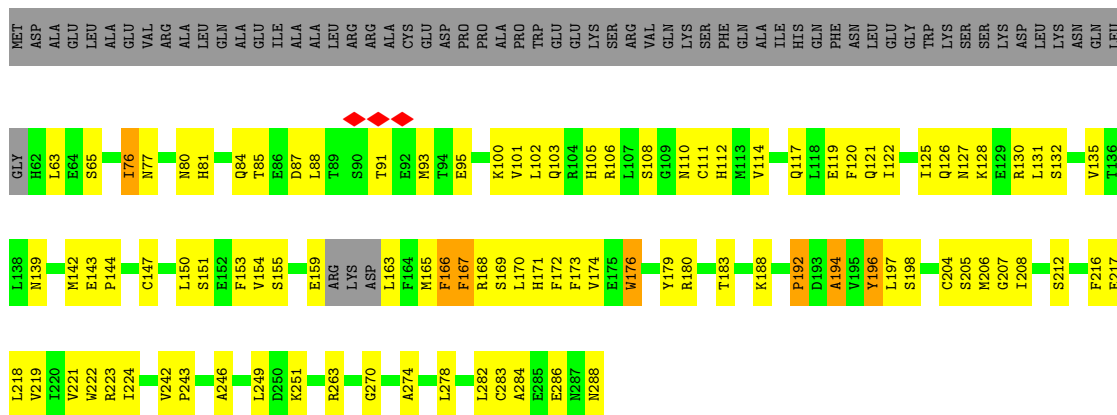 MET ASP ALA GLU LEU ALA GLU VAL ARG ALA LEU GLN ALA GLU ILE ALA ALA LEU ARG ARG ALA CYS GLU ASP PRO PRO ALA PRO TRP GLU GLU LYS SER ARG VAL GLN LYS SER PHE GLN ALA ILE HIS GLN PHE ASN LEU GLU GLY TRP LYS SER SER LYS ASP LEU LYS ASN GLN LEU
GLY H62 L63 E64 S65 I76 N77 N80 H81 Q84 T85 E86 D87 L88 T89 S90 T91 E92 M93 T94 E95 K100 V101 L102 Q103 R104 H105 R106 L107 S108 G109 N110 C111 H112 M113 V114 Q117 L118 E119 F120 Q121 I122 I125 Q126 N127 K128 E129 R130 L131 S132 V135 T136
L138 N139 M142 E143 P144 C147 L150 S151 E152 F153 V154 S155 E159 ARG LYS ASP L163 F164 M165 F166 F167 R168 S169 L170 H171 F172 F173 V174 E175 W176 Y179 R180 T183 K188 P192 D193 A194 V195 Y196 L197 S198 C204 S205 M206 G207 I208 S212 F216 F217
L218 V219 I220 V221 W222 R223 I224 V242 P243 A246 L249 D250 K251 R263 G270 A274 L278 L282 C283 A284 E285 E286 N287 N288